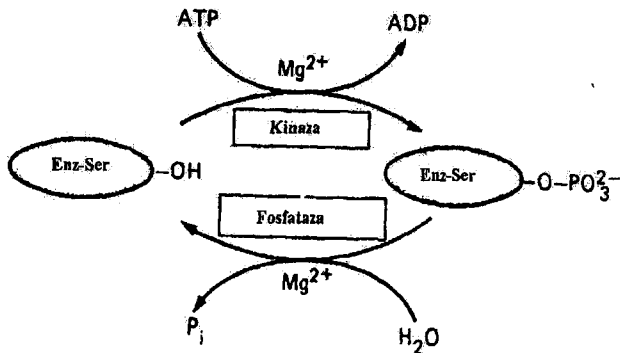 ATP ADP
Mg²⁺
Kinaza
Enz-Ser -OH Enz-Ser -O-PO₃²⁻
Fosfataza
Mg²⁺
Pᵢ H₂O